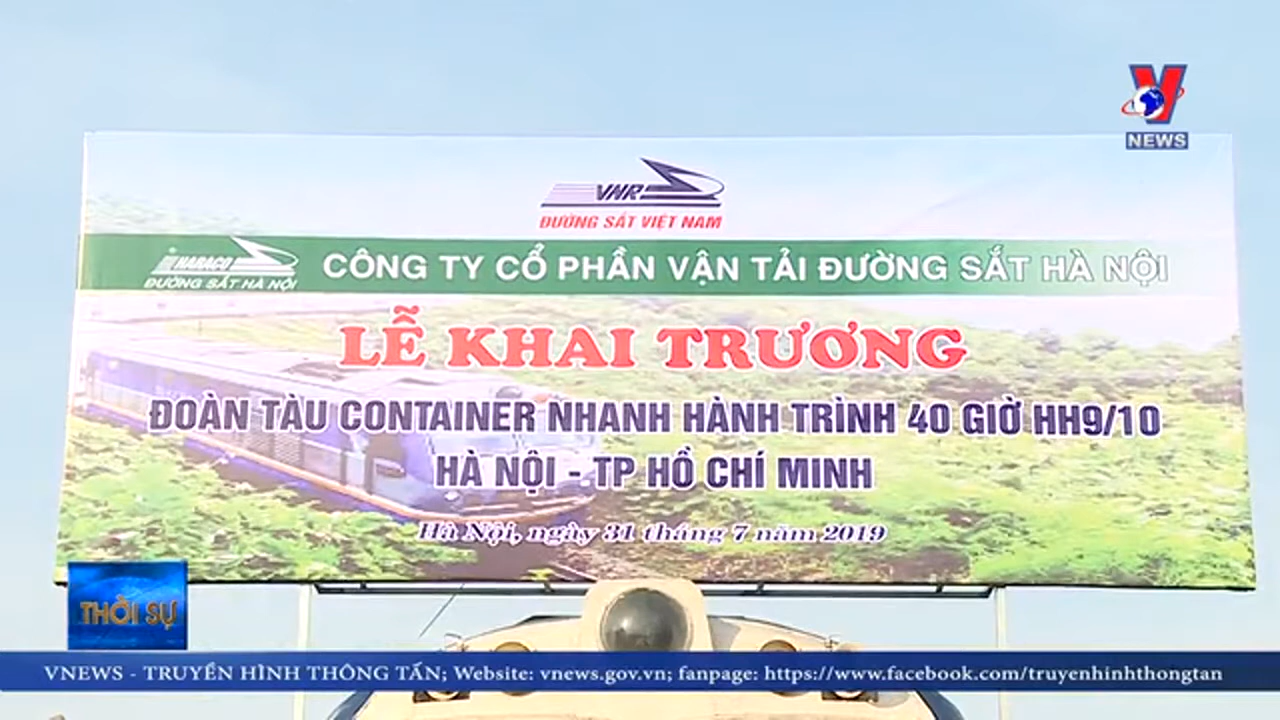 V
NEWS
VNR
ĐƯỜNG SẮT VIỆT NAM
HARACO
ĐƯỜNG SẮT HÀ NỘI
CÔNG TY CỔ PHẦN VẬN TẢI ĐƯỜNG SẮT HÀ NỘI
LỄ KHAI TRƯƠNG
ĐOÀN TÀU CONTAINER NHANH HÀNH TRÌNH 40 GIỜ HH9/10
HÀ NỘI - TP HỒ CHÍ MINH
Hà Nội, ngày 31 tháng 7 năm 2019
THỜI SỰ
VNEWS - TRUYỀN HÌNH THÔNG TẤN; Website: vnews.gov.vn; fanpage: https://www.facebook.com/truyenhinhthongtan